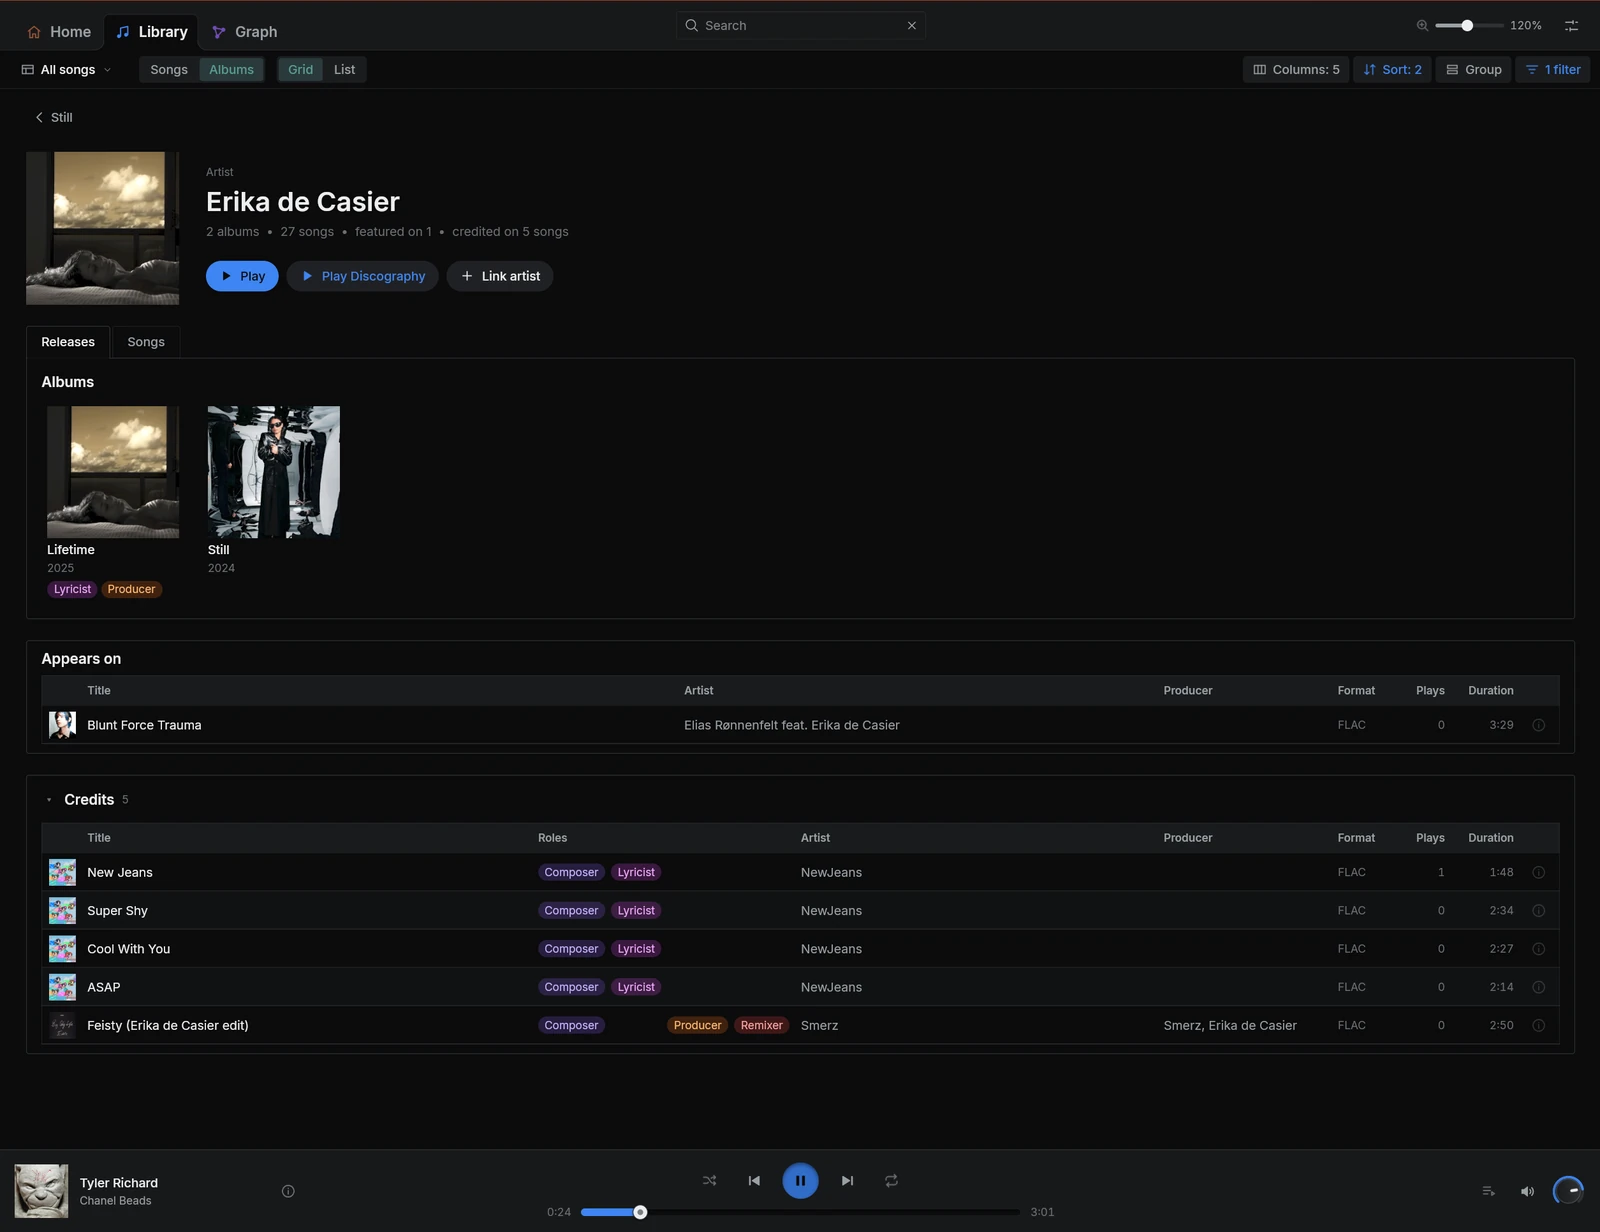 Home Library Graph Search 120%
All songs Songs Albums Grid List Columns: 5 Sort: 2 Group 1 filter
Still
Artist
Erika de Casier
2 albums • 27 songs • featured on 1 • credited on 5 songs
Play Play Discography Link artist
Releases Songs
Albums
Lifetime Still
2025 2024
Lyricist Producer
Appears on
Title Artist Producer Format Plays Duration
Blunt Force Trauma Elias Rønnenfelt feat. Erika de Casier FLAC 0 3:29
Credits 5
Title Roles Artist Producer Format Plays Duration
New Jeans Composer Lyricist NewJeans FLAC 1 1:48
Super Shy Composer Lyricist NewJeans FLAC 0 2:34
Cool With You Composer Lyricist NewJeans FLAC 0 2:27
ASAP Composer Lyricist NewJeans FLAC 0 2:14
Feisty (Erika de Casier edit) Composer Producer Remixer Smerz Smerz, Erika de Casier FLAC 0 2:50
Tyler Richard
Chanel Beads
0:24 3:01